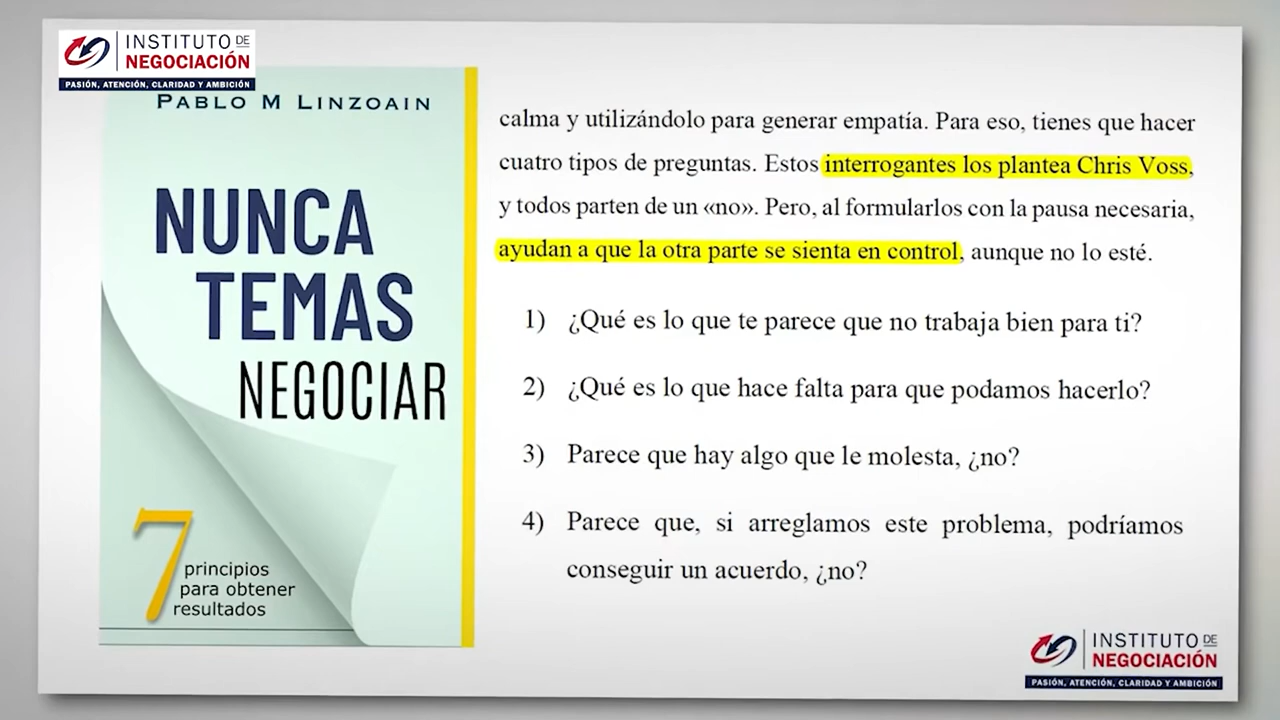 INSTITUTO DE
NEGOCIACIÓN
PASIÓN, ATENCIÓN, CLARIDAD Y AMBICIÓN
PABLO M LINZOAIN
NUNCA
TEMAS
NEGOCIAR
7
principios
para obtener
resultados
calma y utilizándolo para generar empatía. Para eso, tienes que hacer
cuatro tipos de preguntas. Estos interrogantes los plantea Chris Voss,
y todos parten de un «no». Pero, al formularlos con la pausa necesaria,
ayudan a que la otra parte se sienta en control, aunque no lo esté.
1) ¿Qué es lo que te parece que no trabaja bien para ti?
2) ¿Qué es lo que hace falta para que podamos hacerlo?
3) Parece que hay algo que le molesta, ¿no?
4) Parece que, si arreglamos este problema, podríamos
conseguir un acuerdo, ¿no?
INSTITUTO DE
NEGOCIACIÓN
PASIÓN, ATENCIÓN, CLARIDAD Y AMBICIÓN